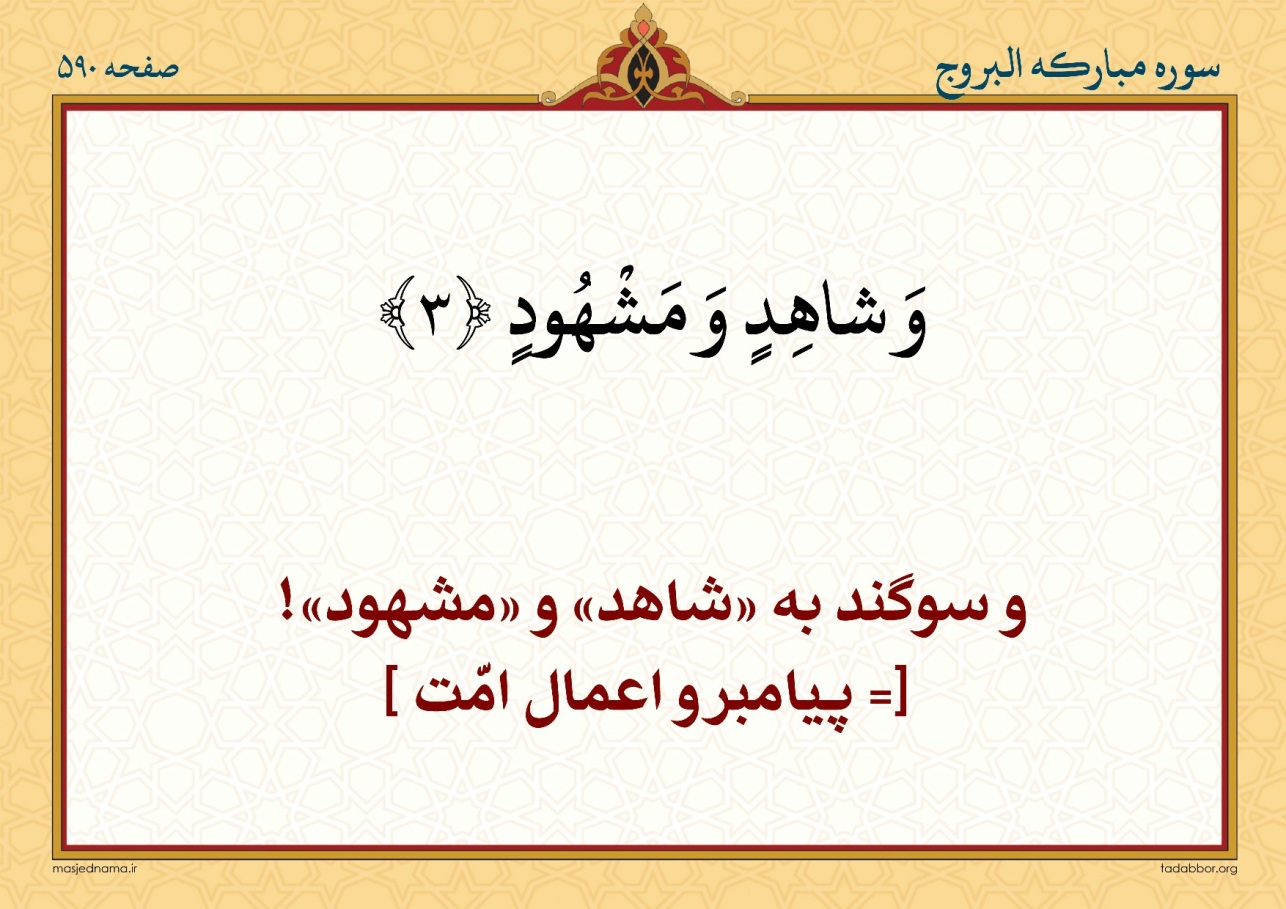 سوره مبارکه البروج
صفحه ۵۹۰
وَ شاهِدٍ وَ مَشْهُودٍ ﴿۳﴾
و سوگند به «شاهد» و «مشهود»!
[= پیامبر و اعمال امّت ]
masjednama.ir
tadabbor.org